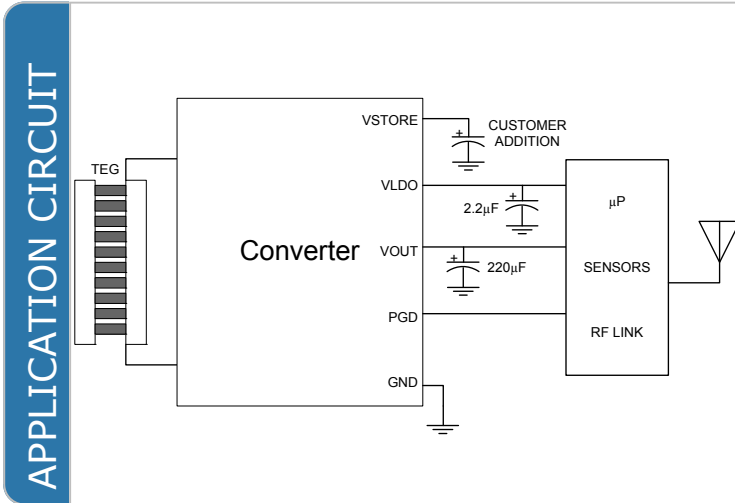 APPLICATION CIRCUIT
TEG
Converter
VSTORE
VLDO
VOUT
PGD
GND
CUSTOMER
ADDITION
2.2µF
220µF
µP
SENSORS
RF LINK